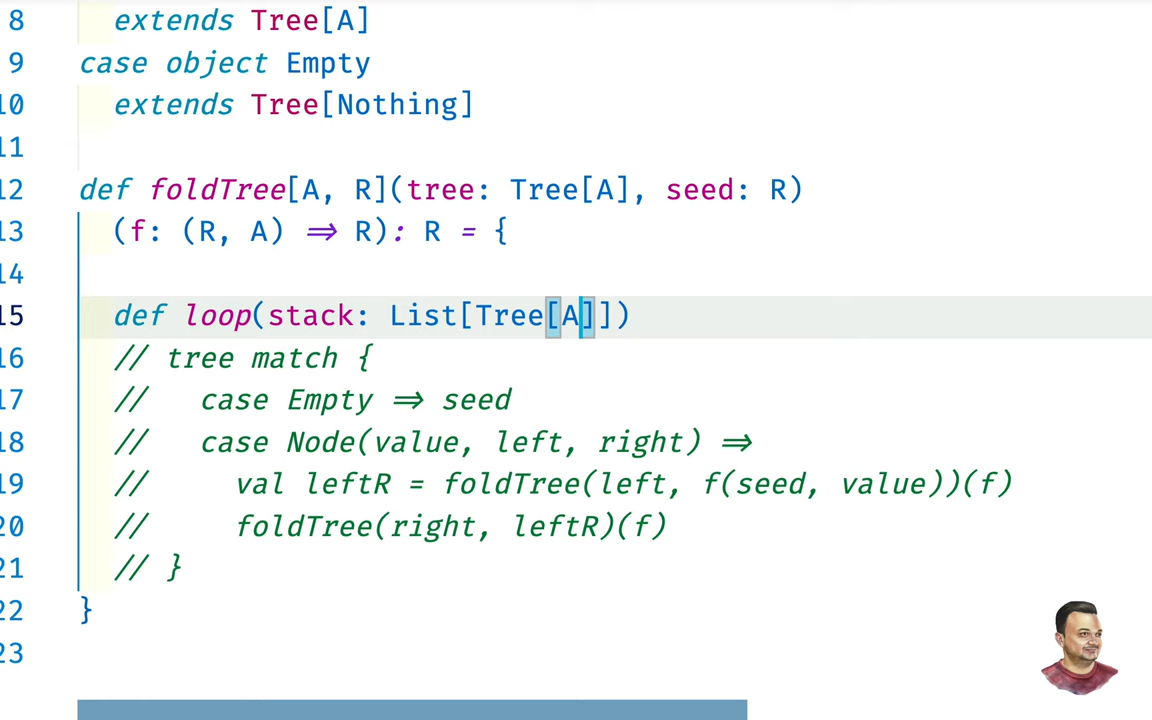 8 extends Tree[A]
9 case object Empty
10 extends Tree[Nothing]
11
12 def foldTree[A, R](tree: Tree[A], seed: R)
13 (f: (R, A) => R): R = {
14
15 def loop(stack: List[Tree[A]])
16 // tree match {
17 // case Empty => seed
18 // case Node(value, left, right) =>
19 // val leftR = foldTree(left, f(seed, value))(f)
20 // foldTree(right, leftR)(f)
21 // }
22 }
23